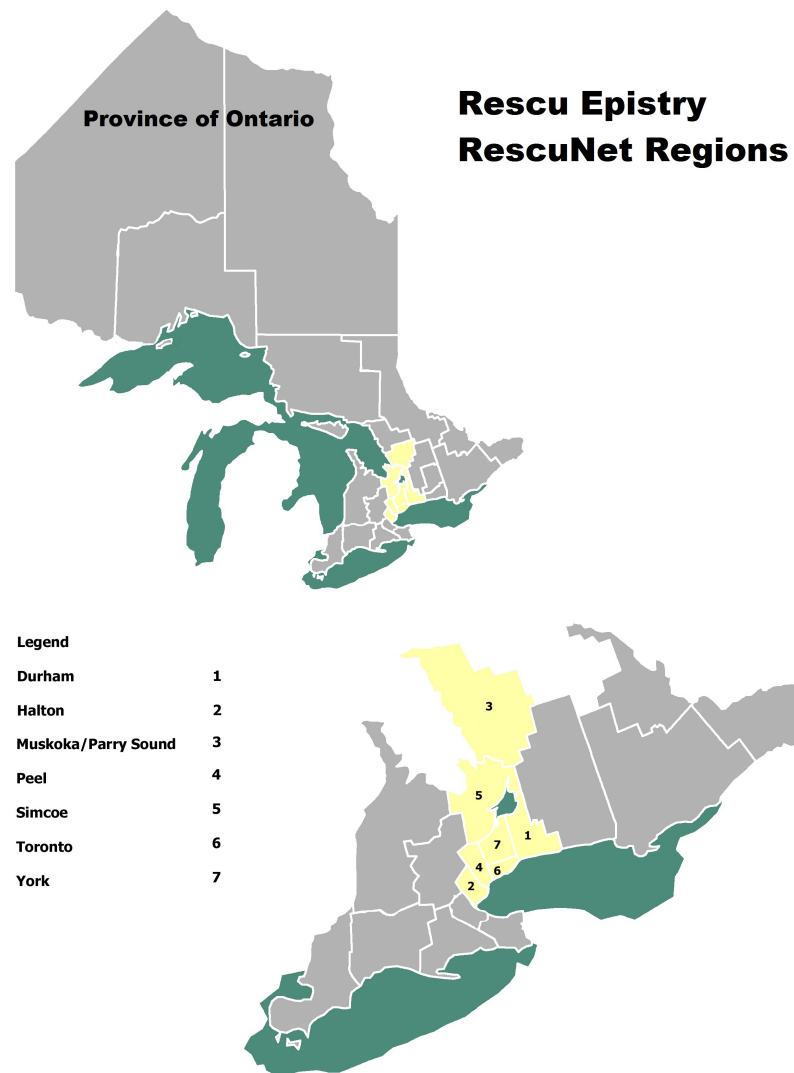 Rescu Epistry
RescuNet Regions
Province of Ontario
Legend
Durham 1
Halton 2
Muskoka/Parry Sound 3
Peel 4
Simcoe 5
Toronto 6
York 7
3
5
1
7
4
6
2